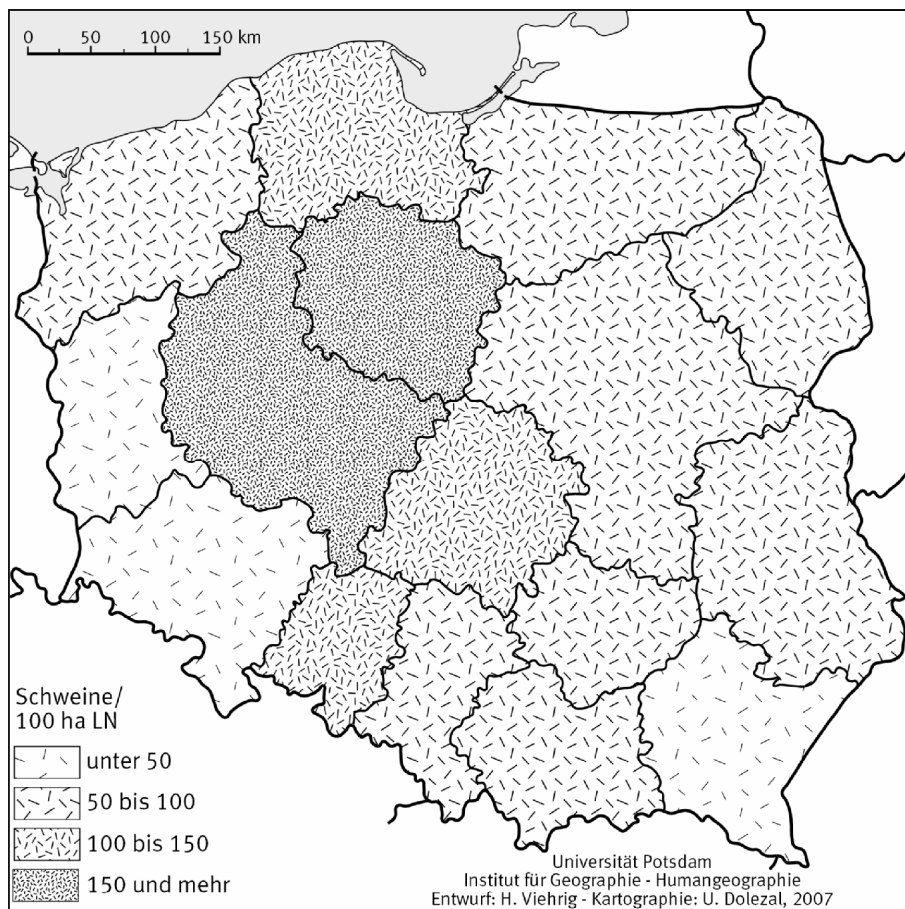 0 50 100 150 km
Schweine/
100 ha LN
unter 50
50 bis 100
100 bis 150
150 und mehr
Universität Potsdam
Institut für Geographie - Humangeographie
Entwurf: H. Viehrig - Kartographie: U. Dolezal, 2007